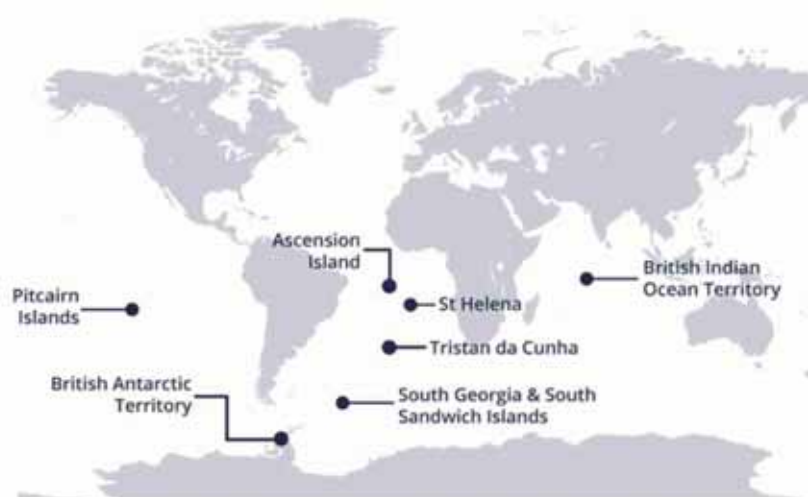 Ascension
Island
British Indian
Ocean Territory
Pitcairn
Islands
St Helena
Tristan da Cunha
British Antarctic
Territory
South Georgia & South
Sandwich Islands